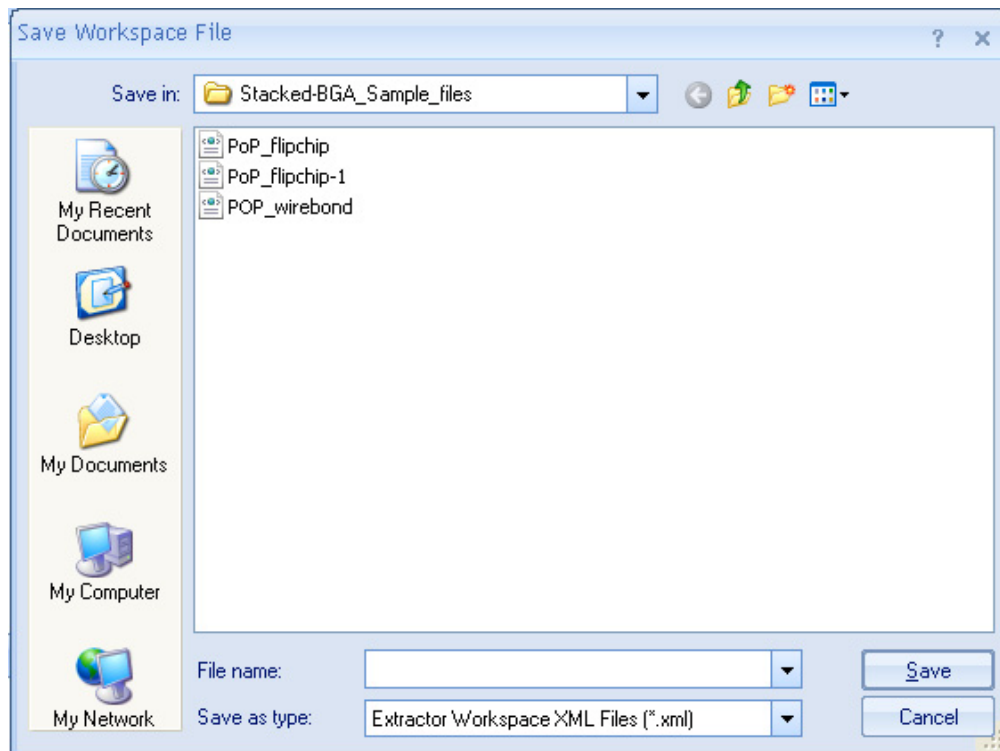 Save Workspace File
Save in: Stacked-BGA_Sample_files
PoP_flipchip
PoP_flipchip-1
POP_wirebond
My Recent
Documents
Desktop
My Documents
My Computer
My Network
File name:
Save
Save as type: Extractor Workspace XML Files (*.xml)
Cancel